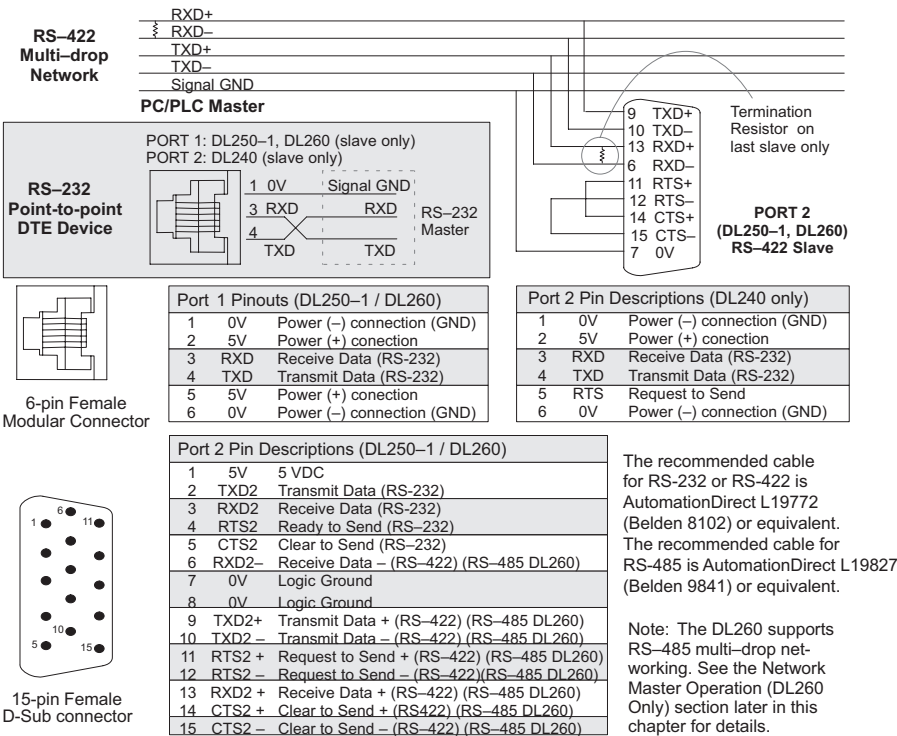 RS–422
Multi–drop
Network
RXD+
RXD–
TXD+
TXD–
Signal GND
PC/PLC Master
9 TXD+
10 TXD–
13 RXD+
6 RXD–
11 RTS+
12 RTS–
14 CTS+
15 CTS–
7 0V
Termination
Resistor on
last slave only
PORT 2
(DL250–1, DL260)
RS–422 Slave
RS–232
Point-to-point
DTE Device
PORT 1: DL250–1, DL260 (slave only)
PORT 2: DL240 (slave only)
1 0V Signal GND
3 RXD RXD
4 TXD TXD
RS–232
Master
6-pin Female
Modular Connector
Port 1 Pinouts (DL250–1 / DL260)
1 0V Power (–) connection (GND)
2 5V Power (+) conection
3 RXD Receive Data (RS-232)
4 TXD Transmit Data (RS-232)
5 5V Power (+) conection
6 0V Power (–) connection (GND)
Port 2 Pin Descriptions (DL240 only)
1 0V Power (–) connection (GND)
2 5V Power (+) conection
3 RXD Receive Data (RS-232)
4 TXD Transmit Data (RS-232)
5 RTS Request to Send
6 0V Power (–) connection (GND)
Port 2 Pin Descriptions (DL250–1 / DL260)
1 5V 5 VDC
2 TXD2 Transmit Data (RS-232)
3 RXD2 Receive Data (RS-232)
4 RTS2 Ready to Send (RS–232)
5 CTS2 Clear to Send (RS–232)
6 RXD2– Receive Data – (RS–422) (RS–485 DL260)
7 0V Logic Ground
8 0V Logic Ground
9 TXD2+ Transmit Data + (RS–422) (RS–485 DL260)
10 TXD2 – Transmit Data – (RS–422) (RS–485 DL260)
11 RTS2 + Request to Send + (RS–422) (RS–485 DL260)
12 RTS2 – Request to Send – (RS–422)(RS–485 DL260)
13 RXD2 + Receive Data + (RS–422) (RS–485 DL260)
14 CTS2 + Clear to Send + (RS422) (RS–485 DL260)
15 CTS2 – Clear to Send – (RS–422) (RS–485 DL260)
1
6
11
5
10
15
15-pin Female
D-Sub connector
The recommended cable
for RS-232 or RS-422 is
AutomationDirect L19772
(Belden 8102) or equivalent.
The recommended cable for
RS-485 is AutomationDirect L19827
(Belden 9841) or equivalent.
Note: The DL260 supports
RS–485 multi–drop net-
working. See the Network
Master Operation (DL260
Only) section later in this
chapter for details.